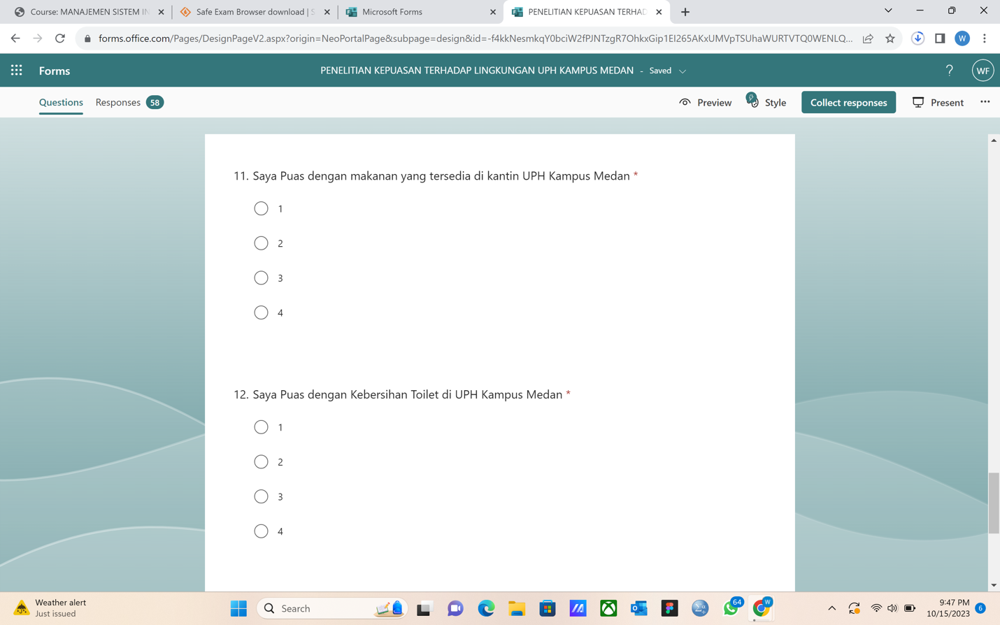 Course: MANAJEMEN SISTEM IN
Safe Exam Browser download | S
Microsoft Forms
PENELITIAN KEPUASAN TERHAD
forms.office.com/Pages/DesignPageV2.aspx?origin=NeoPortalPage&subpage=design&id=-f4kkNesmkqY0bciW2fPJNTzgR7OhkxGip1EI265AKxUMVpTSUhaWURTVTQ0WENLQ...
W
Forms
PENELITIAN KEPUASAN TERHADAP LINGKUNGAN UPH KAMPUS MEDAN - Saved
?
WF
Questions
Responses 58
Preview
Style
Collect responses
Present
11. Saya Puas dengan makanan yang tersedia di kantin UPH Kampus Medan *
1
2
3
4
12. Saya Puas dengan Kebersihan Toilet di UPH Kampus Medan *
1
2
3
4
Weather alert
Just issued
Search
64
W
9:47 PM
10/15/2023
6